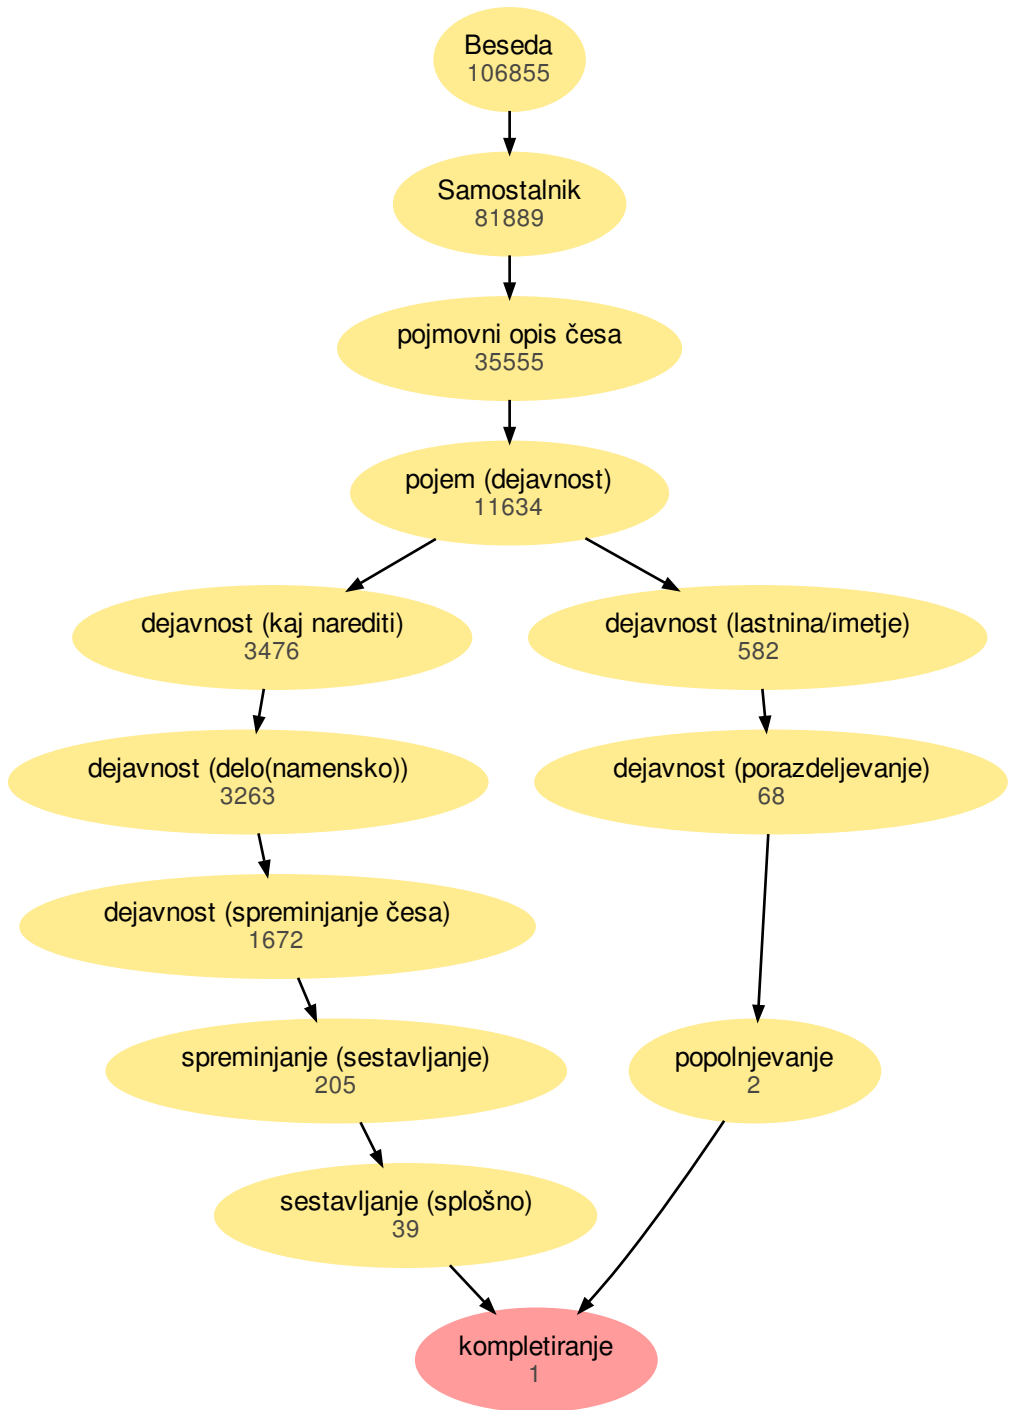 Beseda
106855
Samostalnik
81889
pojmovni opis česa
35555
pojem (dejavnost)
11634
dejavnost (kaj narediti)
3476
dejavnost (lastnina/imetje)
582
dejavnost (delo(namensko))
3263
dejavnost (porazdeljevanje)
68
dejavnost (spreminjanje česa)
1672
spreminjanje (sestavljanje)
205
popolnjevanje
2
sestavljanje (splošno)
39
kompletiranje
1